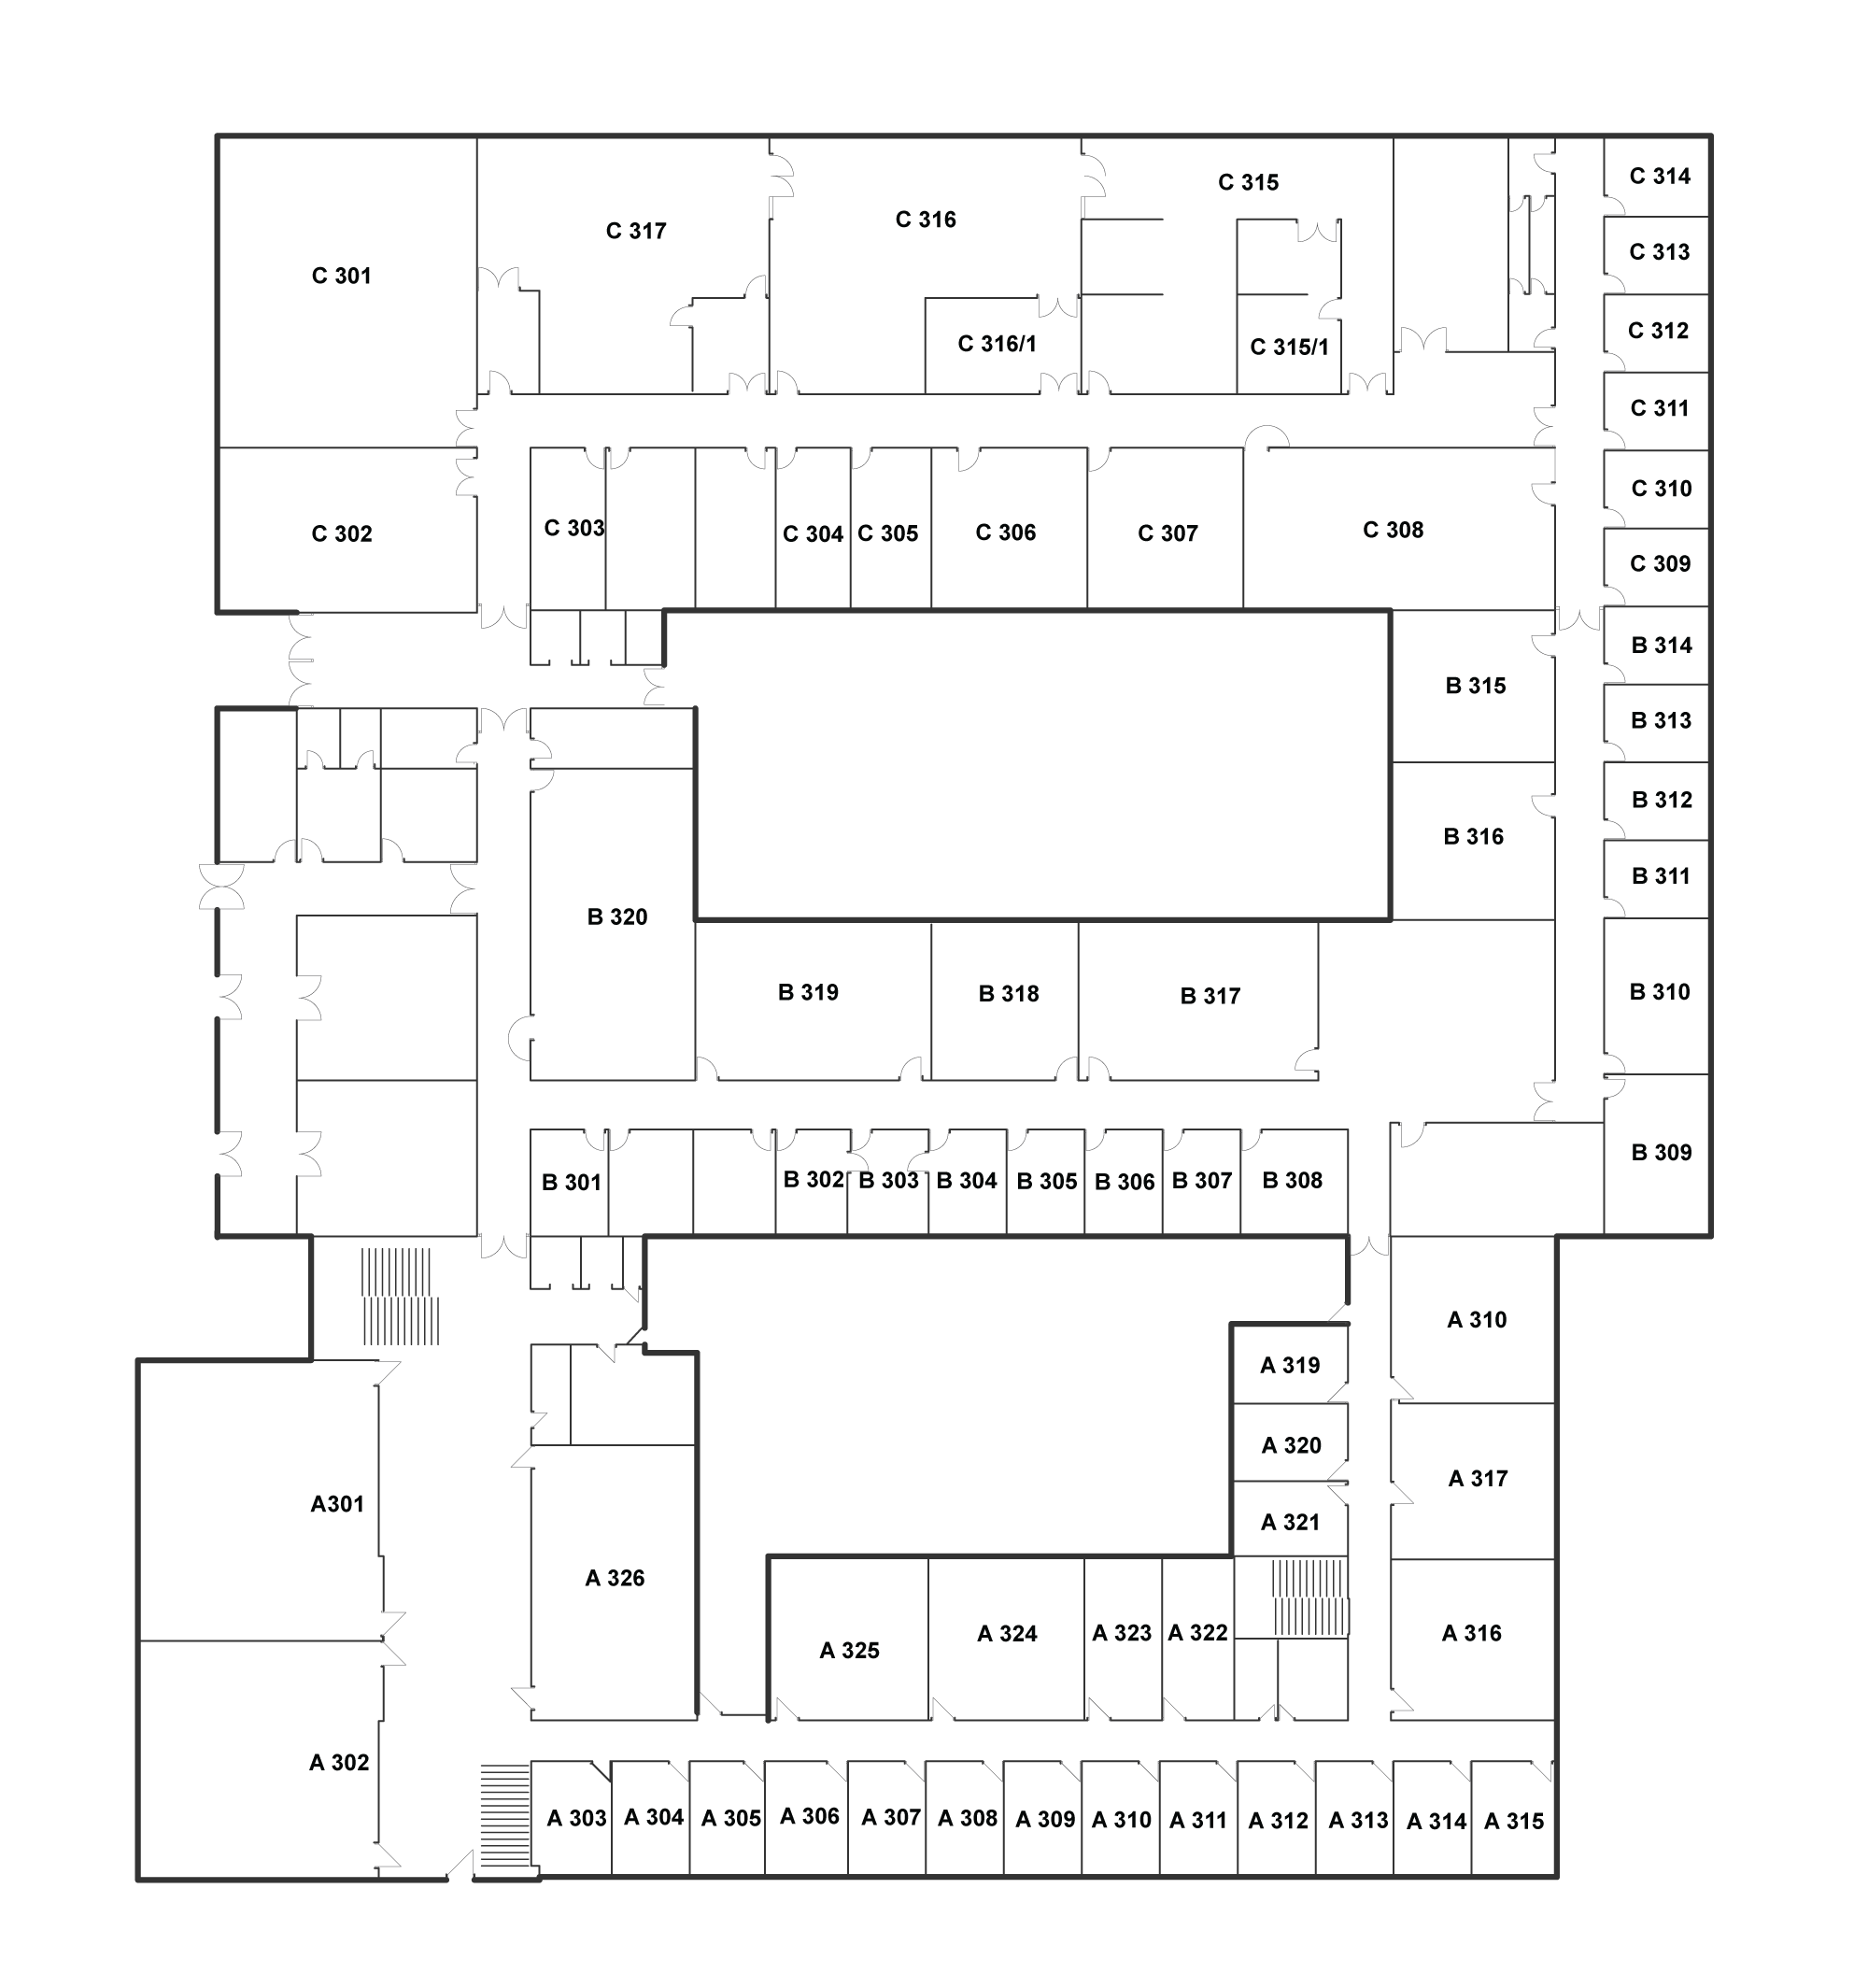 C 314
C 315
C 316
C 317
C 313
C 301
C 312
C 316/1
C 315/1
C 311
C 310
C 303
C 308
C 302
C 304
C 305
C 306
C 307
C 309
B 314
B 315
B 313
B 312
B 316
B 311
B 320
B 319
B 318
B 317
B 310
B 309
B 301
B 302
B 303
B 304
B 305
B 306
B 307
B 308
A 310
A 319
A 320
A 317
A301
A 321
A 326
A 325
A 324
A 323
A 322
A 316
A 302
A 303
A 304
A 305
A 306
A 307
A 308
A 309
A 310
A 311
A 312
A 313
A 314
A 315